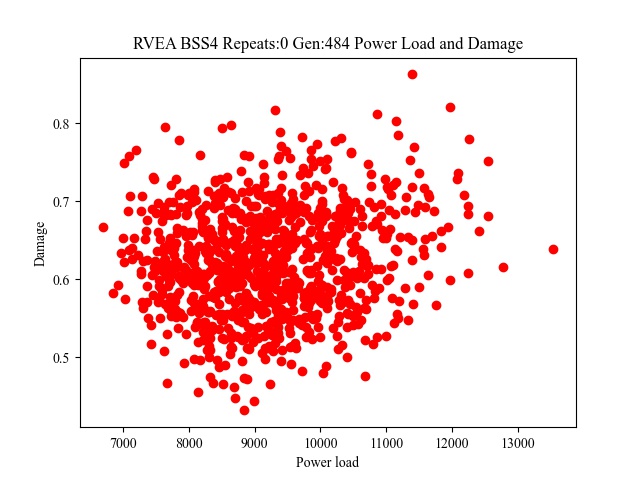 RVEA BSS4 Repeats:0 Gen:484 Power Load and Damage
0.8
0.7
0.6
0.5
Damage
7000 8000 9000 10000 11000 12000 13000
Power load